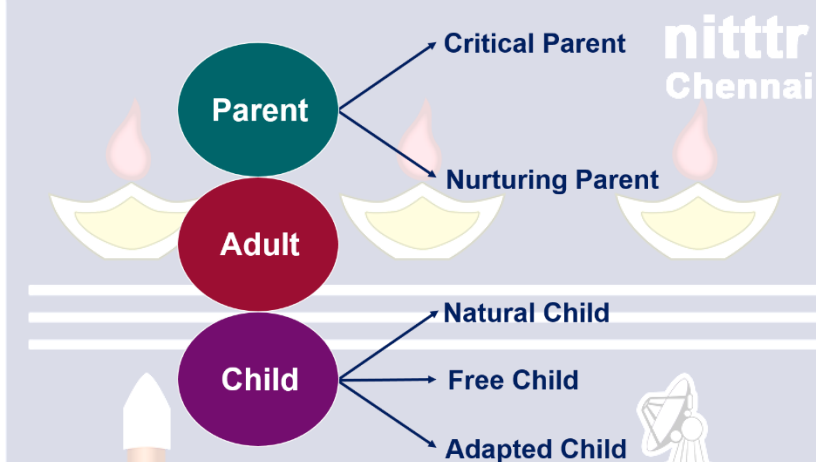 nitttr
Chennai
Parent
Critical Parent
Nurturing Parent
Adult
Child
Natural Child
Free Child
Adapted Child